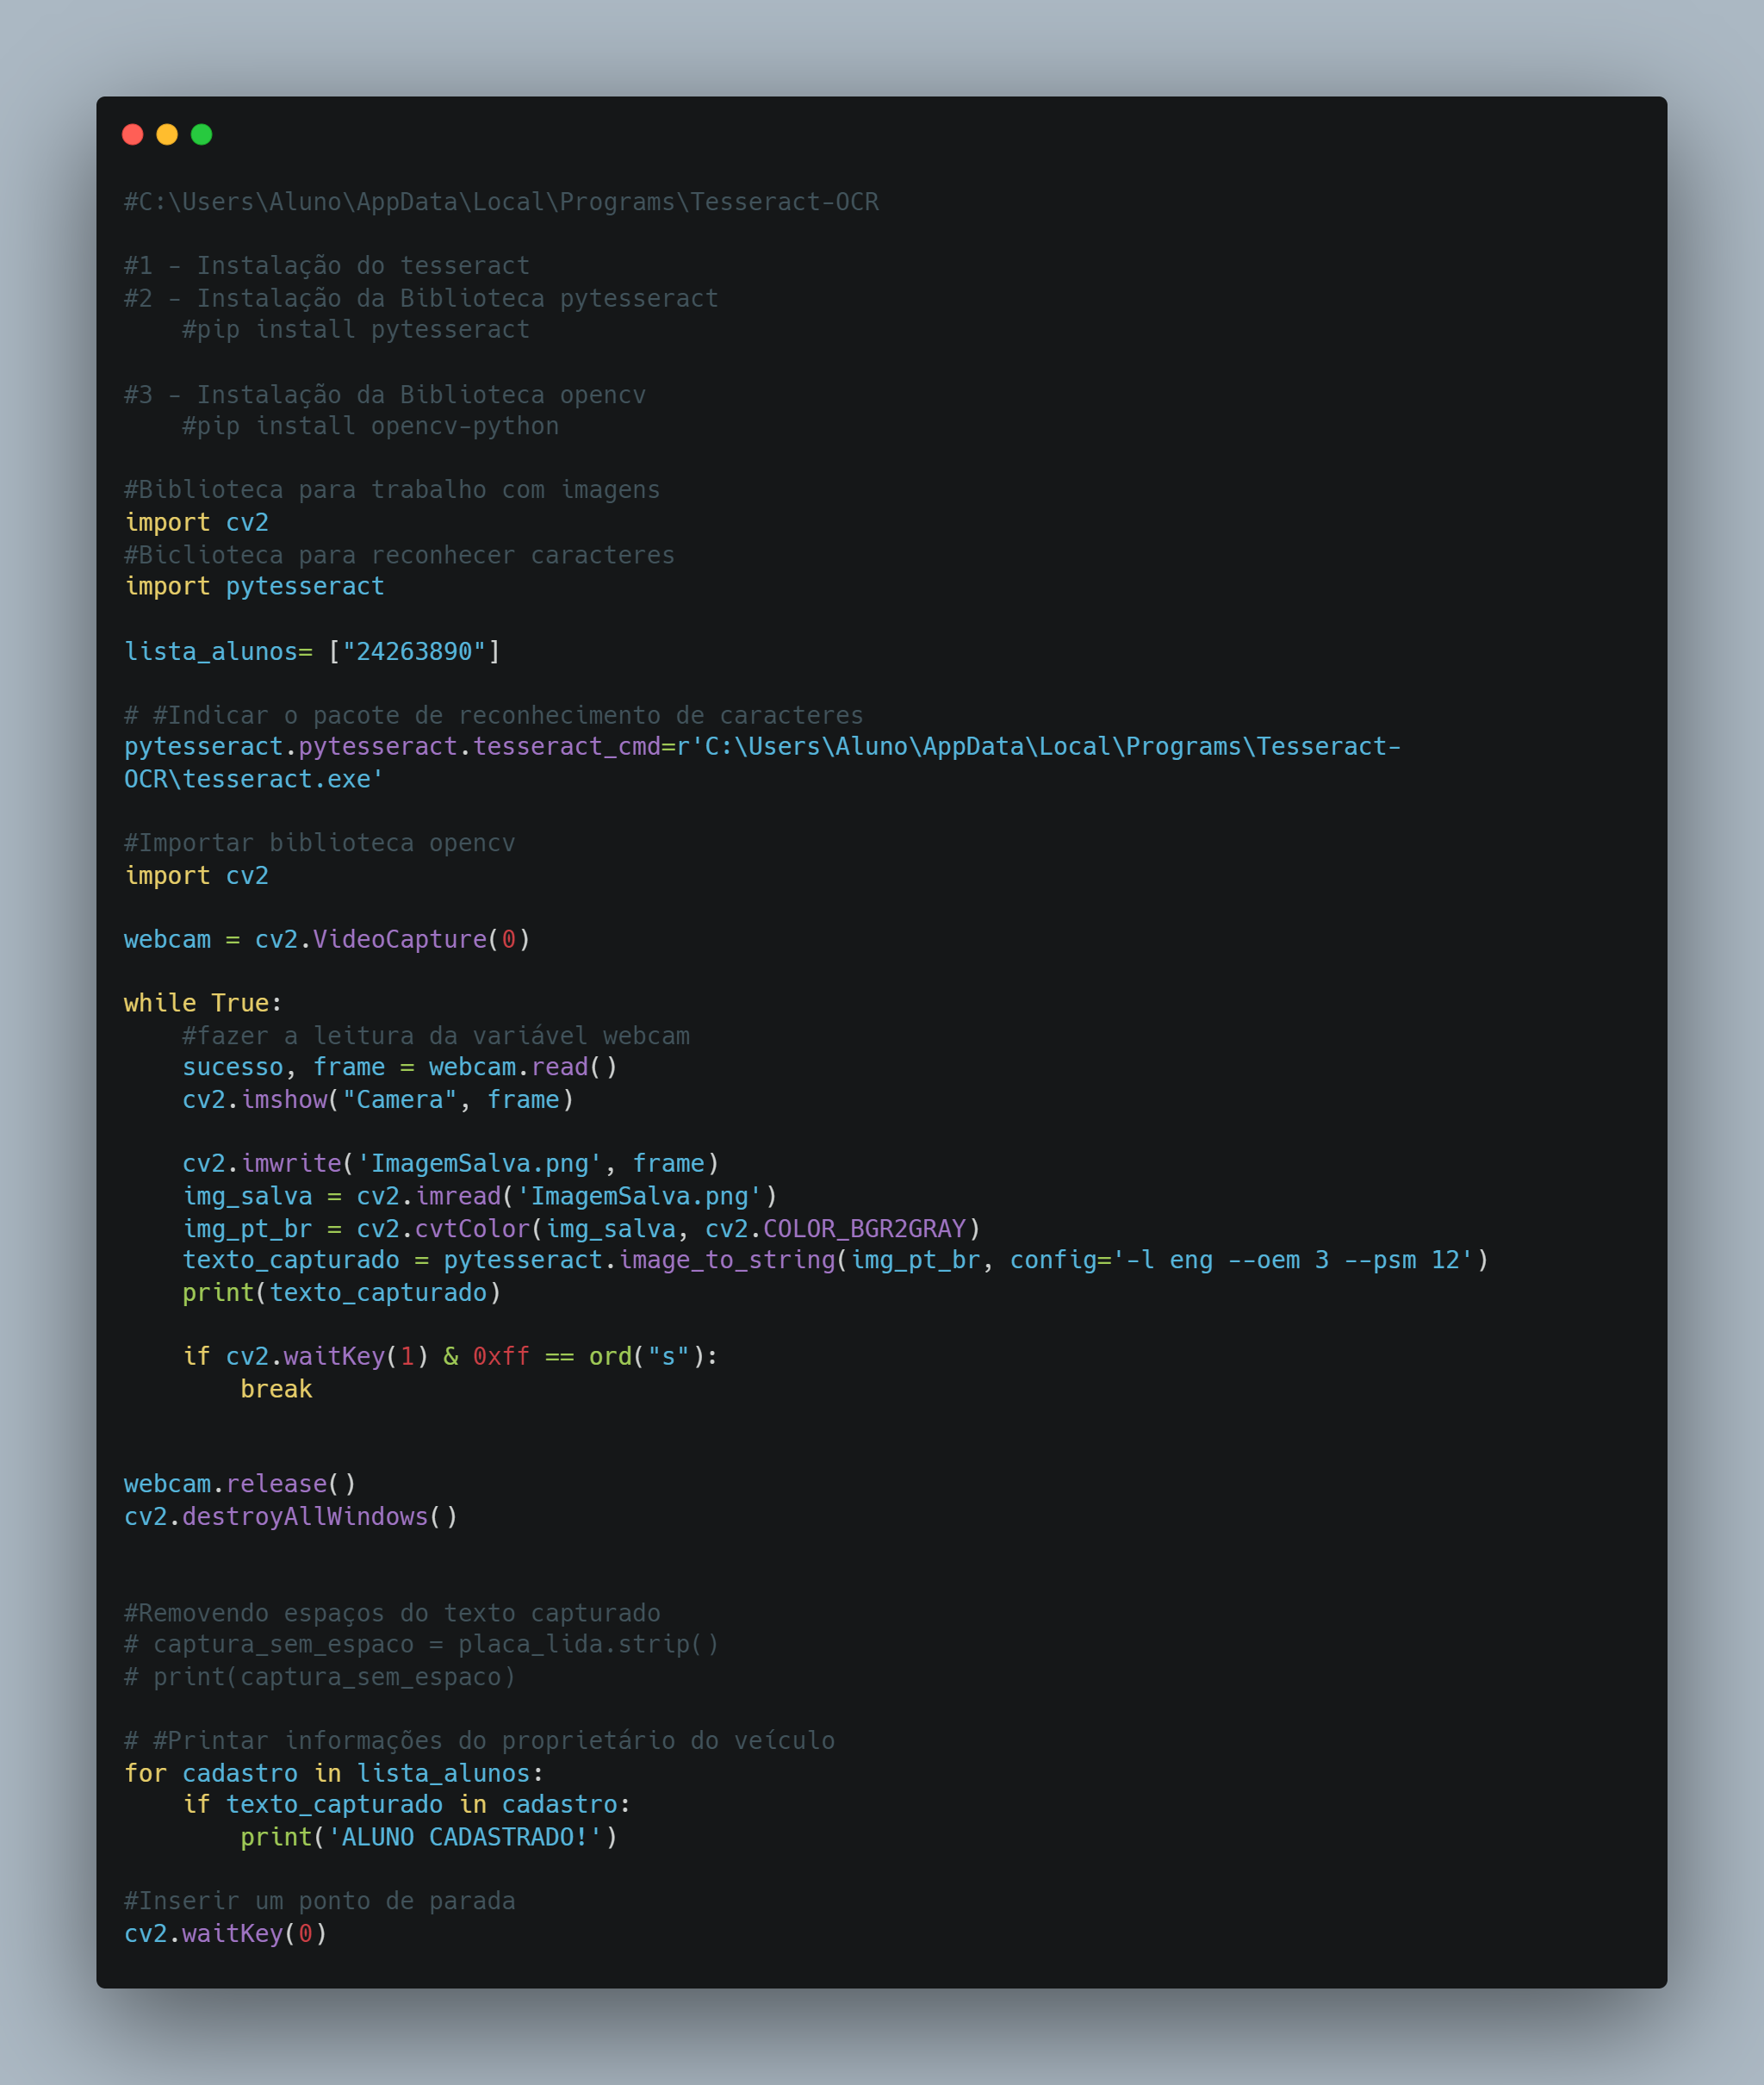 #C:\Users\Aluno\AppData\Local\Programs\Tesseract-OCR
#1 - Instalação do tesseract
#2 - Instalação da Biblioteca pytesseract
    #pip install pytesseract
#3 - Instalação da Biblioteca opencv
    #pip install opencv-python
#Biblioteca para trabalho com imagens
import cv2
#Biclioteca para reconhecer caracteres
import pytesseract
lista_alunos= ["24263890"]
# #Indicar o pacote de reconhecimento de caracteres
pytesseract.pytesseract.tesseract_cmd=r'C:\Users\Aluno\AppData\Local\Programs\Tesseract-
OCR\tesseract.exe'
#Importar biblioteca opencv
import cv2
webcam = cv2.VideoCapture(0)
while True:
    #fazer a leitura da variável webcam
    sucesso, frame = webcam.read()
    cv2.imshow("Camera", frame)
    cv2.imwrite('ImagemSalva.png', frame)
    img_salva = cv2.imread('ImagemSalva.png')
    img_pt_br = cv2.cvtColor(img_salva, cv2.COLOR_BGR2GRAY)
    texto_capturado = pytesseract.image_to_string(img_pt_br, config='-l eng --oem 3 --psm 12')
    print(texto_capturado)
    if cv2.waitKey(1) & 0xff == ord("s"):
        break
webcam.release()
cv2.destroyAllWindows()
#Removendo espaços do texto capturado
# captura_sem_espaco = placa_lida.strip()
# print(captura_sem_espaco)
# #Printar informações do proprietário do veículo
for cadastro in lista_alunos:
    if texto_capturado in cadastro:
        print('ALUNO CADASTRADO!')
#Inserir um ponto de parada
cv2.waitKey(0)